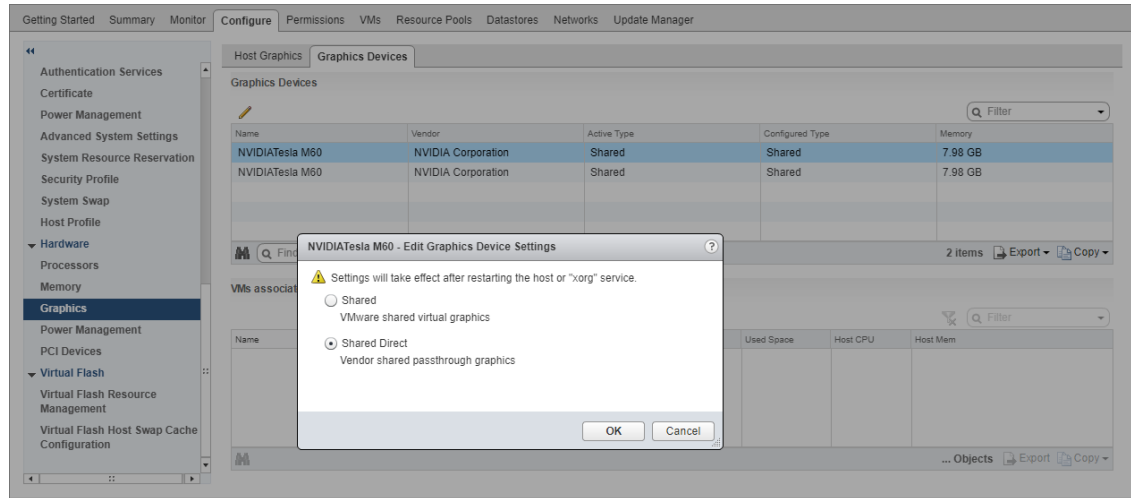 Getting Started Summary Monitor Configure Permissions VMs Resource Pools Datastores Networks Update Manager
Host Graphics Graphics Devices
Authentication Services
Certificate
Power Management
Advanced System Settings
System Resource Reservation
Security Profile
System Swap
Host Profile
Hardware
Processors
Memory
Graphics
Power Management
PCI Devices
Virtual Flash
Virtual Flash Resource
Management
Virtual Flash Host Swap Cache
Configuration
Graphics Devices
Filter
Name Vendor Active Type Configured Type Memory
NVIDIATesla M60 NVIDIA Corporation Shared Shared 7.98 GB
NVIDIATesla M60 NVIDIA Corporation Shared Shared 7.98 GB
2 items Export Copy
NVIDIATesla M60 - Edit Graphics Device Settings ?
Settings will take effect after restarting the host or "xorg" service.
Shared
VMware shared virtual graphics
Shared Direct
Vendor shared passthrough graphics
OK Cancel
VMs
Filter
Name Used Space Host CPU Host Mem
... Objects Export Copy